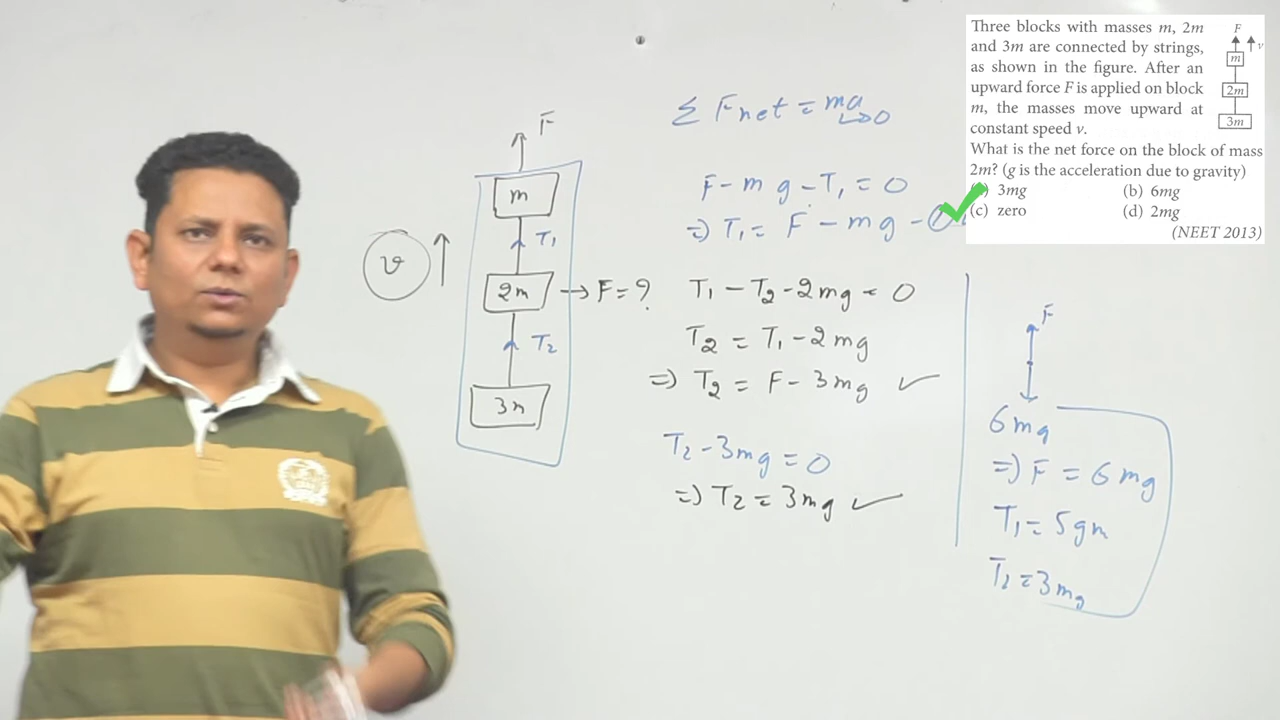 Three blocks with masses m, 2m
and 3m are connected by strings,
as shown in the figure. After an
upward force F is applied on block
m, the masses move upward at
constant speed v.
What is the net force on the block of mass
2m? (g is the acceleration due to gravity)
3mg (b) 6mg
(c) zero (d) 2mg
(NEET 2013)
F
v
m
2m
3m
F
m
T₁
2m → F = ?
T₂
3m
v
Σ Fnet = ma
↳0
F - mg - T₁ = 0
⇒ T₁ = F - mg -
T₁ - T₂ - 2mg = 0
T₂ = T₁ - 2mg
⇒ T₂ = F - 3mg ✓
T₂ - 3mg = 0
⇒ T₂ = 3mg ✓
F
6mg
⇒ F = 6mg
T₁ = 5gm
T₂ = 3mg